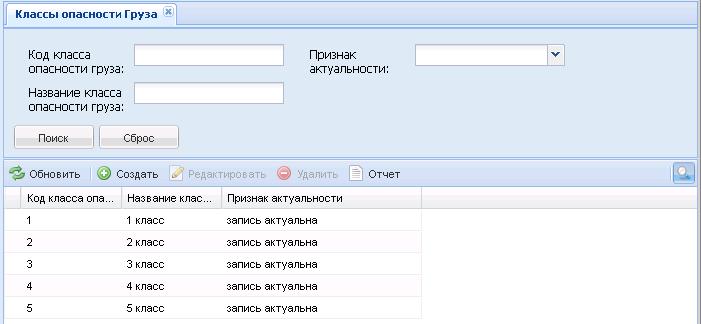 Классы опасности Груза
Код класса опасности груза:
Признак актуальности:
Название класса опасности груза:
Поиск Сброс
Обновить Создать Редактировать Удалить Отчет
Код класса опа... Название клас... Признак актуальности
1 1 класс запись актуальна
2 2 класс запись актуальна
3 3 класс запись актуальна
4 4 класс запись актуальна
5 5 класс запись актуальна